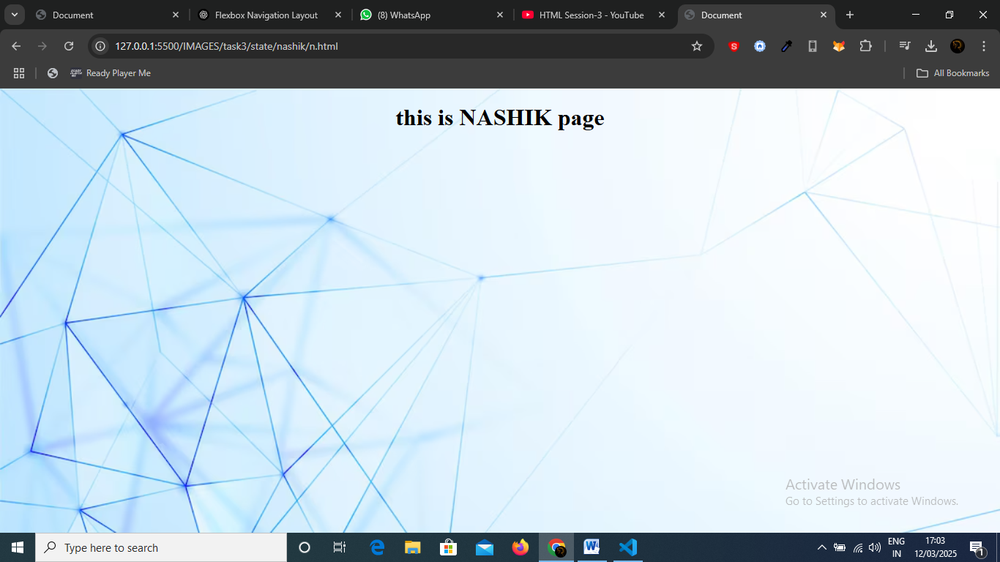 Document
Flexbox Navigation Layout
(8) WhatsApp
HTML Session-3 - YouTube
Document
127.0.0.1:5500/IMAGES/task3/state/nashik/n.html
Ready Player Me
All Bookmarks
this is NASHIK page
Activate Windows
Go to Settings to activate Windows.
Type here to search
ENG
IN
17:03
12/03/2025
1